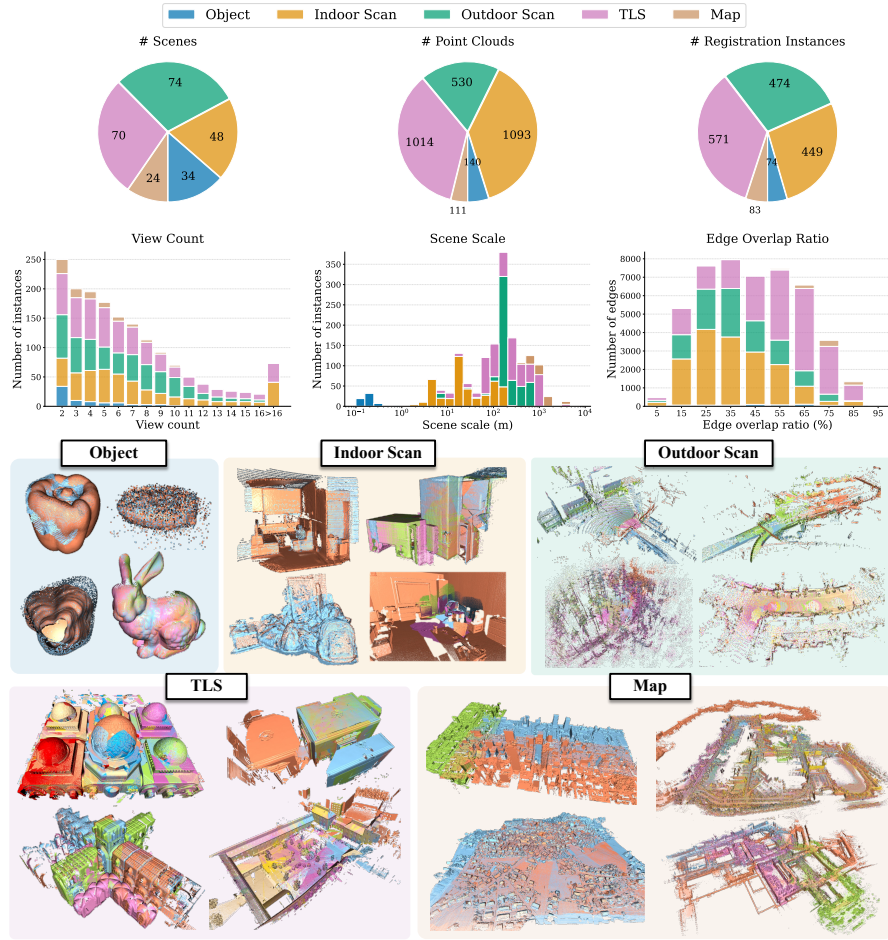 Object Indoor Scan Outdoor Scan TLS Map
# Scenes # Point Clouds # Registration Instances
74
48
34
24
70
530
1093
140
111
1014
474
449
74
83
571
View Count
Number of instances
250
200
150
100
50
0
2 3 4 5 6 7 8 9 10 11 12 13 14 15 16>16
View count
Scene Scale
Number of instances
350
300
250
200
150
100
50
0
10⁻¹ 10⁰ 10¹ 10² 10³ 10⁴
Scene scale (m)
Edge Overlap Ratio
Number of edges
8000
7000
6000
5000
4000
3000
2000
1000
0
5 15 25 35 45 55 65 75 85 95
Edge overlap ratio (%)
Object
Indoor Scan
Outdoor Scan
TLS
Map